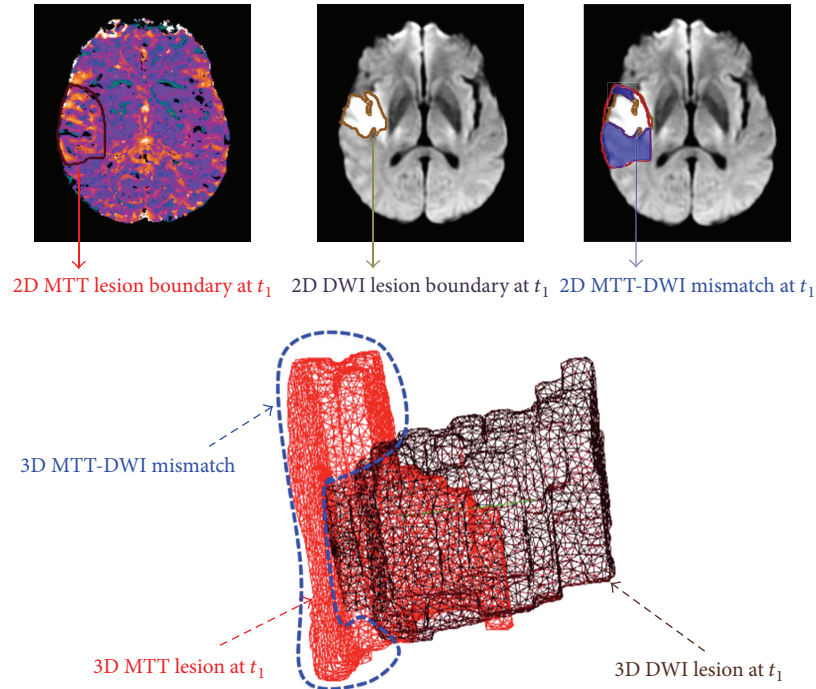 2D MTT lesion boundary at t₁
2D DWI lesion boundary at t₁
2D MTT-DWI mismatch at t₁
3D MTT-DWI mismatch
3D MTT lesion at t₁
3D DWI lesion at t₁